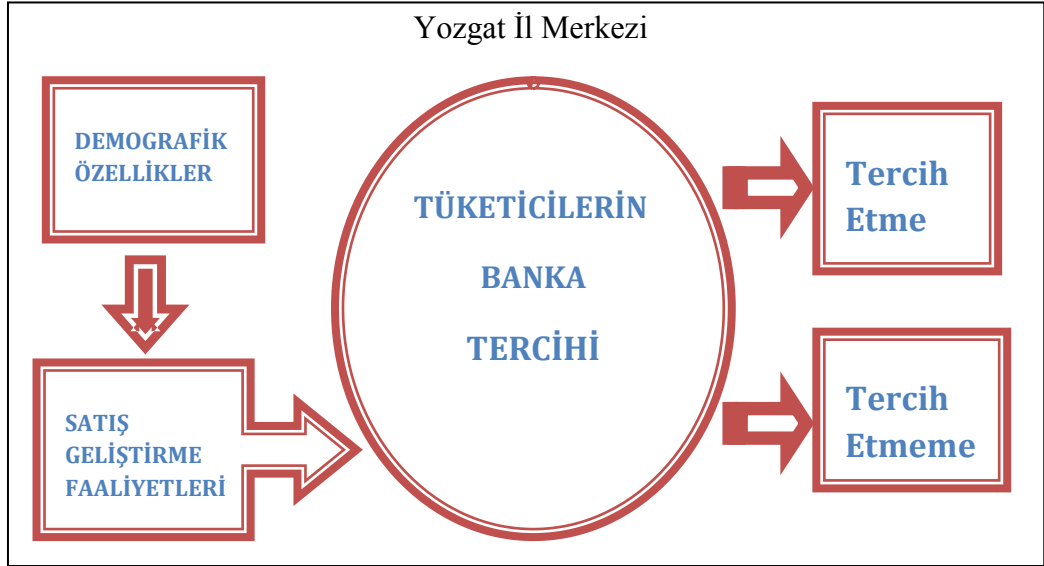 Yozgat İl Merkezi
DEMOGRAFİK
ÖZELLİKLER
SATIŞ
GELİŞTİRME
FAALİYETLERİ
TÜKETİCİLERİN
BANKA
TERCİHİ
Tercih
Etme
Tercih
Etmeme